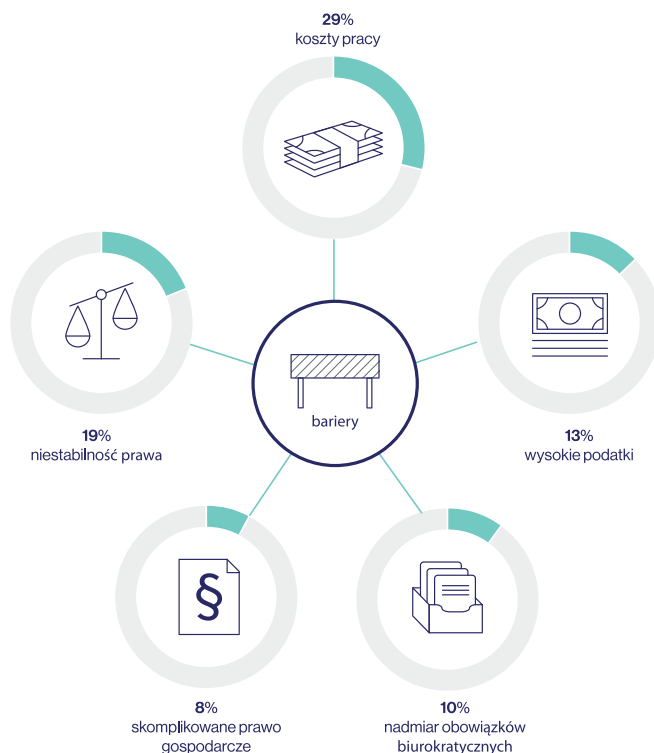 29%
koszty pracy
19%
niestabilność prawa
bariery
13%
wysokie podatki
§
8%
skomplikowane prawo
gospodarcze
10%
nadmiar obowiązków
biurokratycznych